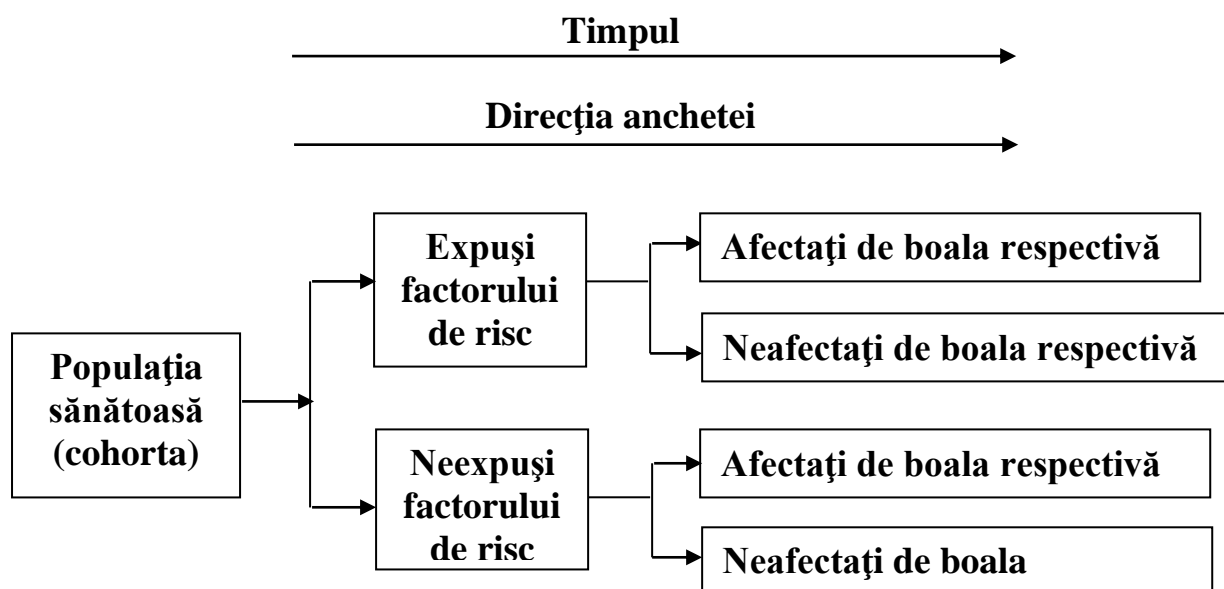 Timpul
Direcţia anchetei
Expuşi
factorului
de risc
Afectaţi de boala respectivă
Neafectaţi de boala respectivă
Populaţia
sănătoasă
(cohorta)
Neexpuşi
factorului
de risc
Afectaţi de boala respectivă
Neafectaţi de boala